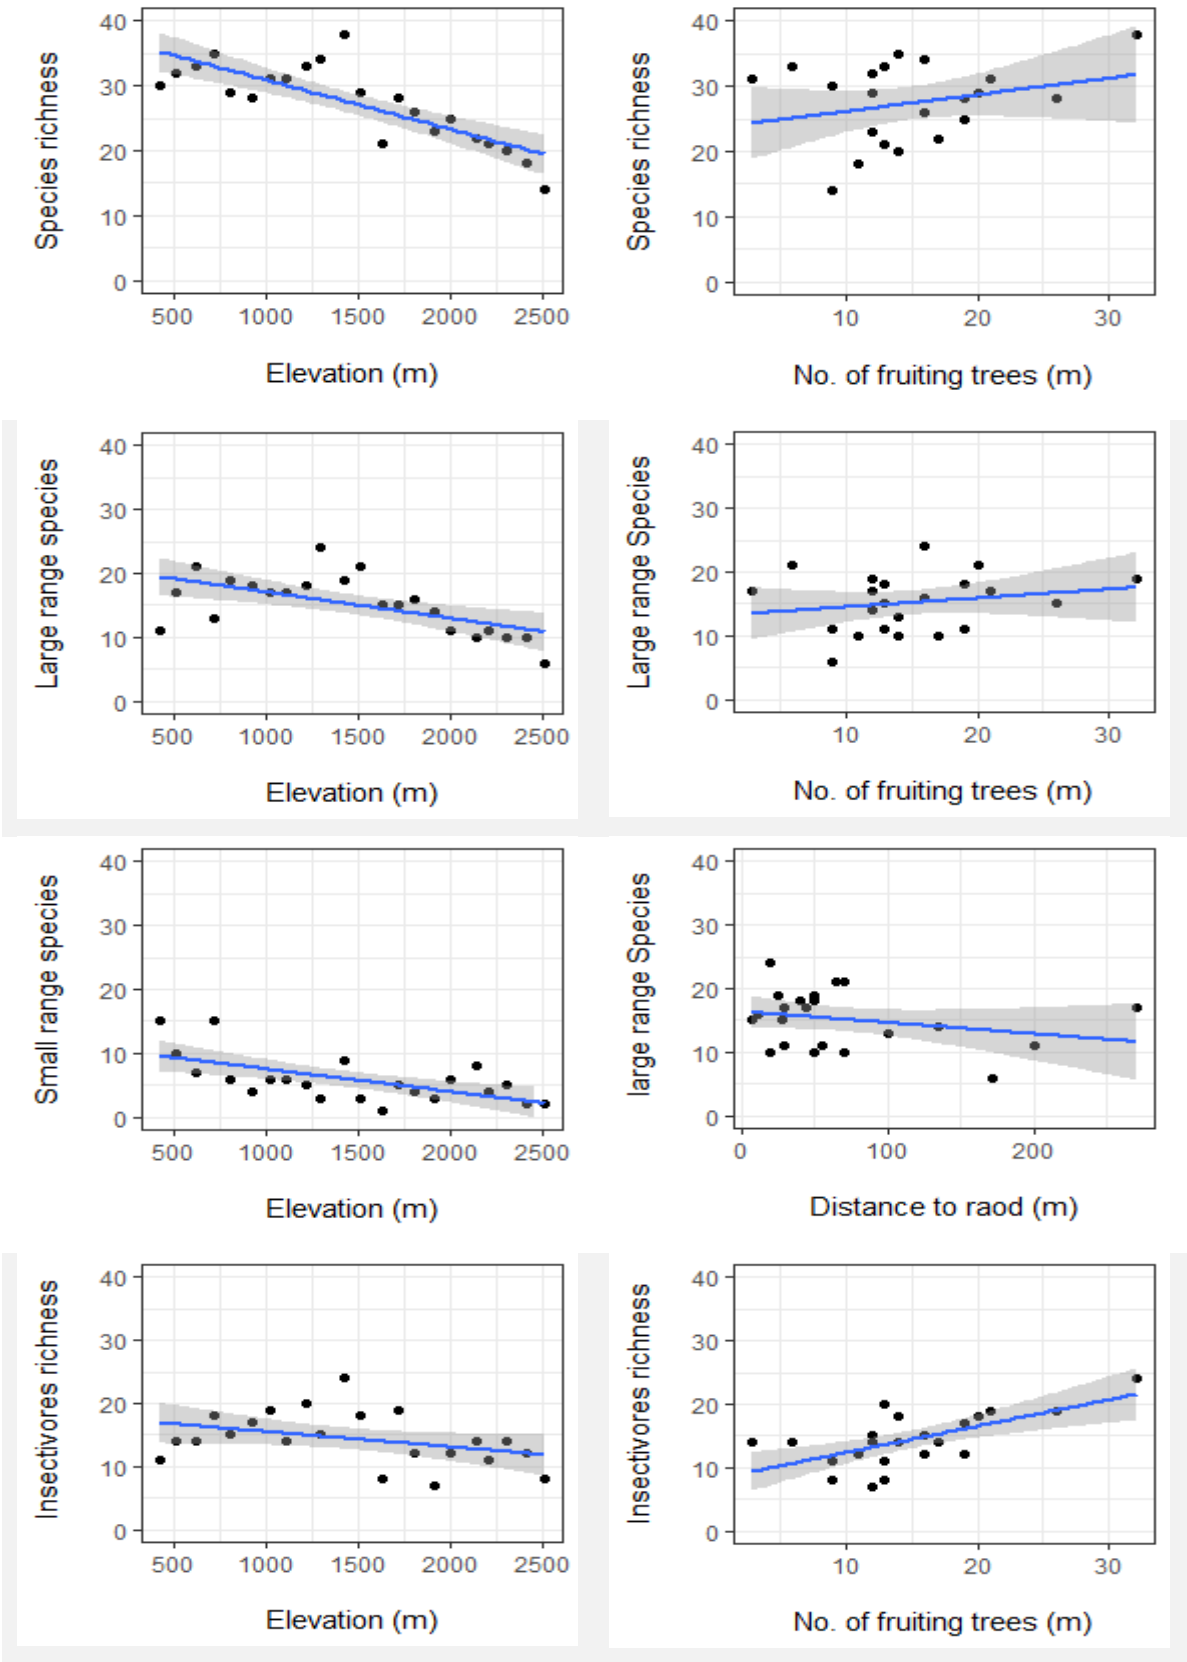 Species richness
40
30
20
10
0
500 1000 1500 2000 2500
Elevation (m)
Species richness
40
30
20
10
0
10 20 30
No. of fruiting trees (m)
Large range species
40
30
20
10
0
500 1000 1500 2000 2500
Elevation (m)
Large range Species
40
30
20
10
0
10 20 30
No. of fruiting trees (m)
Small range species
40
30
20
10
0
500 1000 1500 2000 2500
Elevation (m)
large range Species
40
30
20
10
0
0 100 200
Distance to raod (m)
Insectivores richness
40
30
20
10
0
500 1000 1500 2000 2500
Elevation (m)
Insectivores richness
40
30
20
10
0
10 20 30
No. of fruiting trees (m)